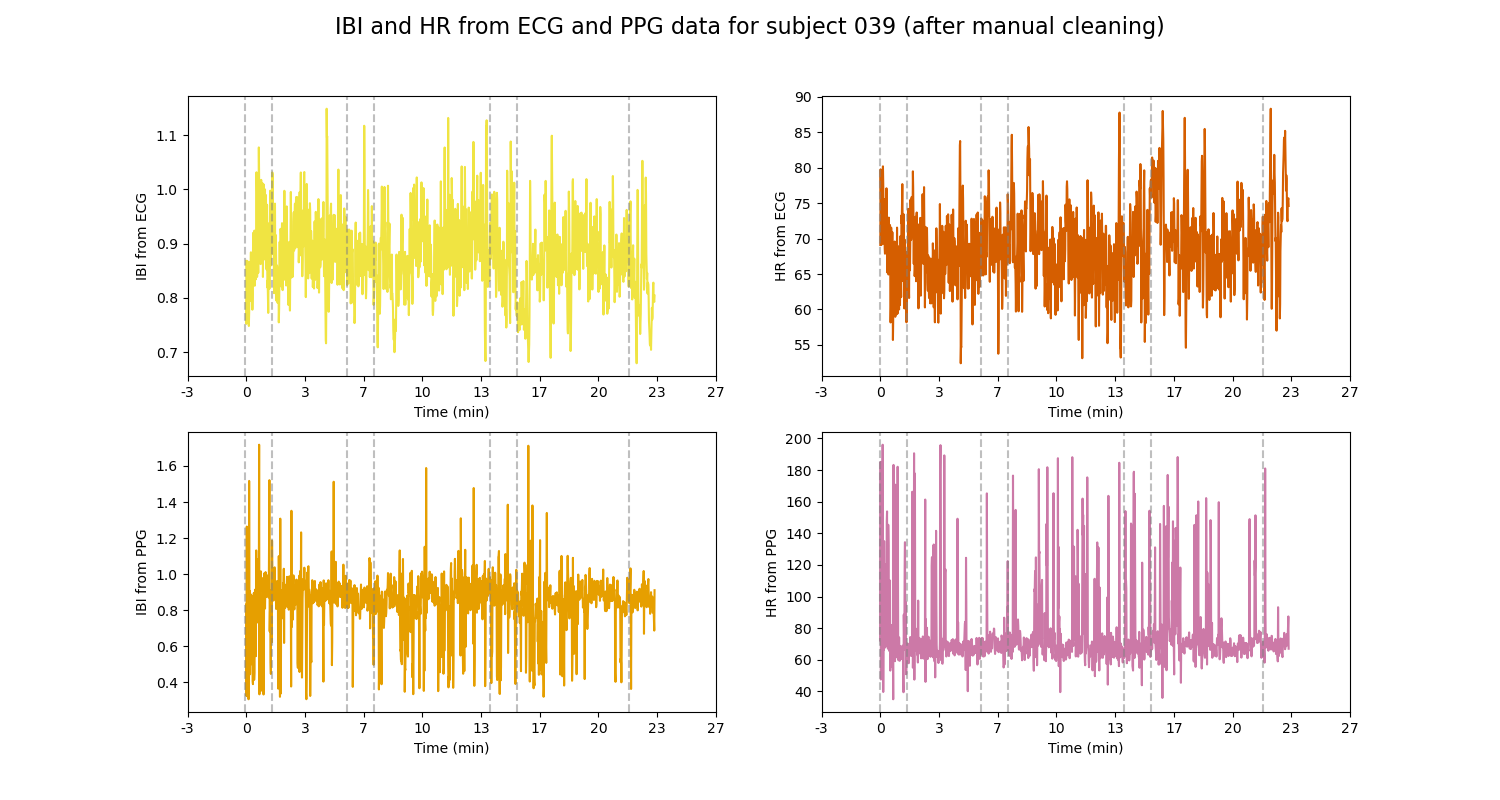 IBI and HR from ECG and PPG data for subject 039 (after manual cleaning)
IBI from ECG
1.1
1.0
0.9
0.8
0.7
-3 0 3 7 10 13 17 20 23 27
Time (min)
HR from ECG
90
85
80
75
70
65
60
55
-3 0 3 7 10 13 17 20 23 27
Time (min)
IBI from PPG
1.6
1.4
1.2
1.0
0.8
0.6
0.4
-3 0 3 7 10 13 17 20 23 27
Time (min)
HR from PPG
200
180
160
140
120
100
80
60
40
-3 0 3 7 10 13 17 20 23 27
Time (min)